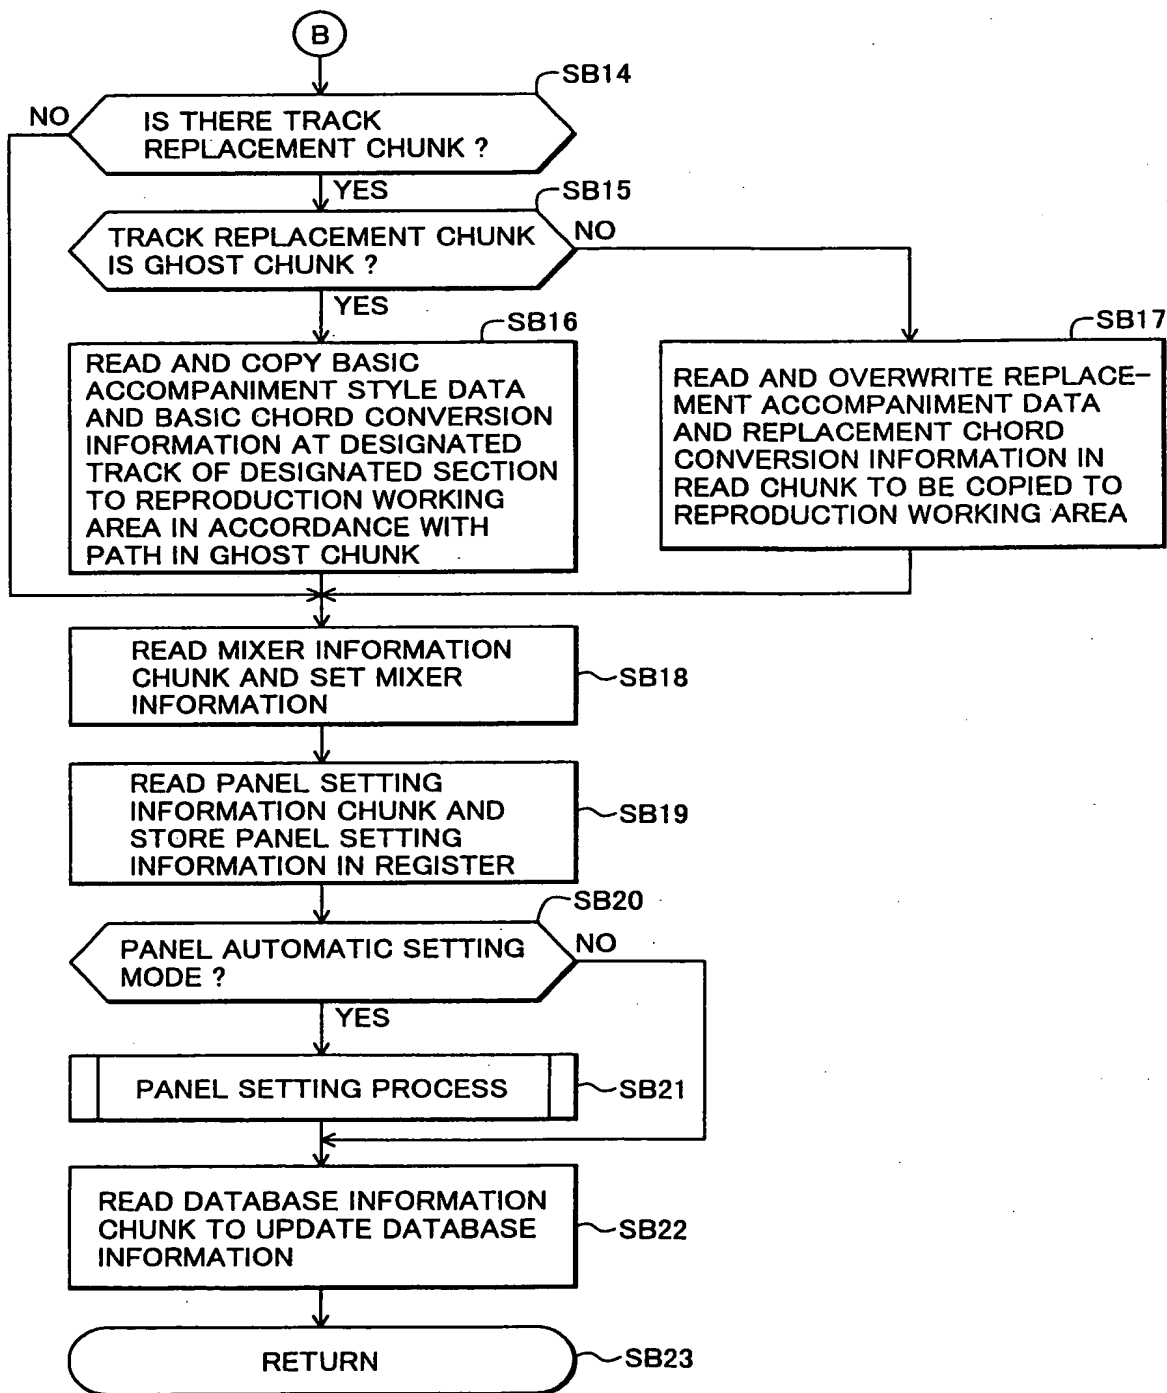 B
SB14
NO
IS THERE TRACK
REPLACEMENT CHUNK ?
YES
SB15
TRACK REPLACEMENT CHUNK
IS GHOST CHUNK ?
NO
YES
SB16
READ AND COPY BASIC
ACCOMPANIMENT STYLE DATA
AND BASIC CHORD CONVERSION
INFORMATION AT DESIGNATED
TRACK OF DESIGNATED SECTION
TO REPRODUCTION WORKING
AREA IN ACCORDANCE WITH
PATH IN GHOST CHUNK
SB17
READ AND OVERWRITE REPLACE-
MENT ACCOMPANIMENT DATA
AND REPLACEMENT CHORD
CONVERSION INFORMATION IN
READ CHUNK TO BE COPIED TO
REPRODUCTION WORKING AREA
READ MIXER INFORMATION
CHUNK AND SET MIXER
INFORMATION
SB18
READ PANEL SETTING
INFORMATION CHUNK AND
STORE PANEL SETTING
INFORMATION IN REGISTER
SB19
SB20
PANEL AUTOMATIC SETTING
MODE ?
NO
YES
PANEL SETTING PROCESS
SB21
READ DATABASE INFORMATION
CHUNK TO UPDATE DATABASE
INFORMATION
SB22
RETURN
SB23